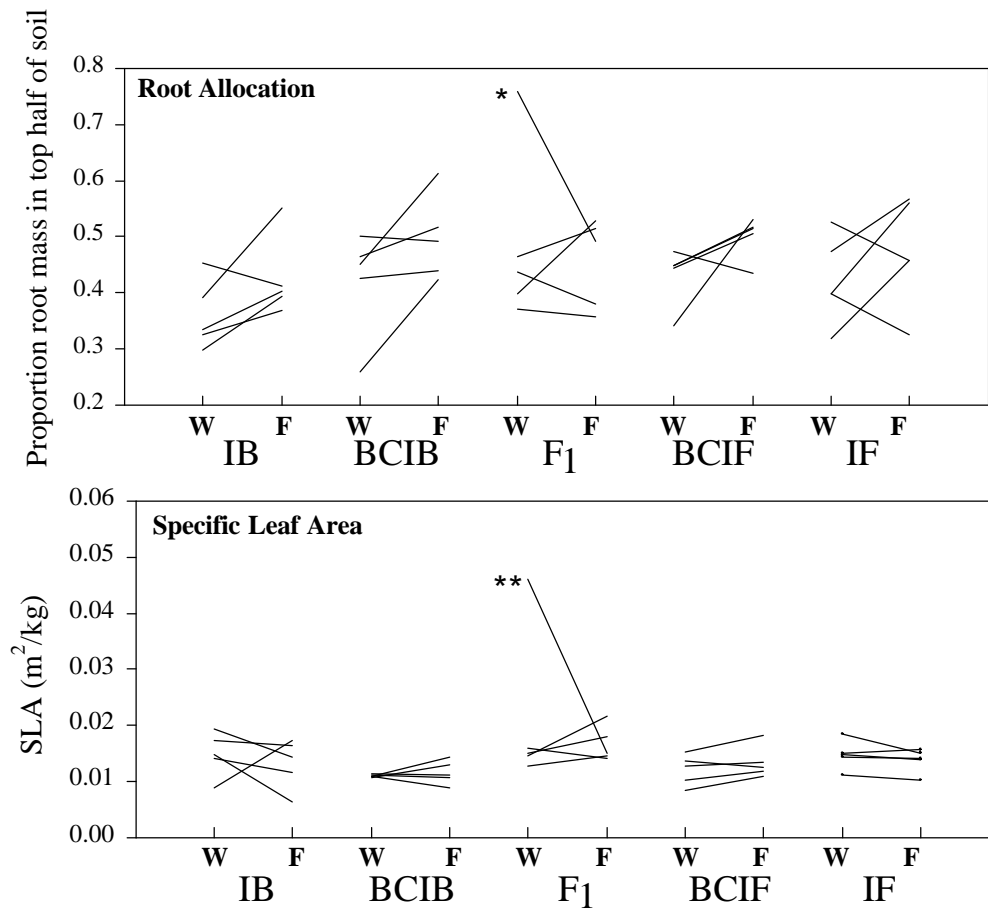 Proportion root mass in top half of soil
0.8
0.7
0.6
0.5
0.4
0.3
0.2
Root Allocation
*
W F W F W F W F W F
IB BCIB F1 BCIF IF
SLA (m²/kg)
0.06
0.05
0.04
0.03
0.02
0.01
0.00
Specific Leaf Area
**
W F W F W F W F W F
IB BCIB F1 BCIF IF